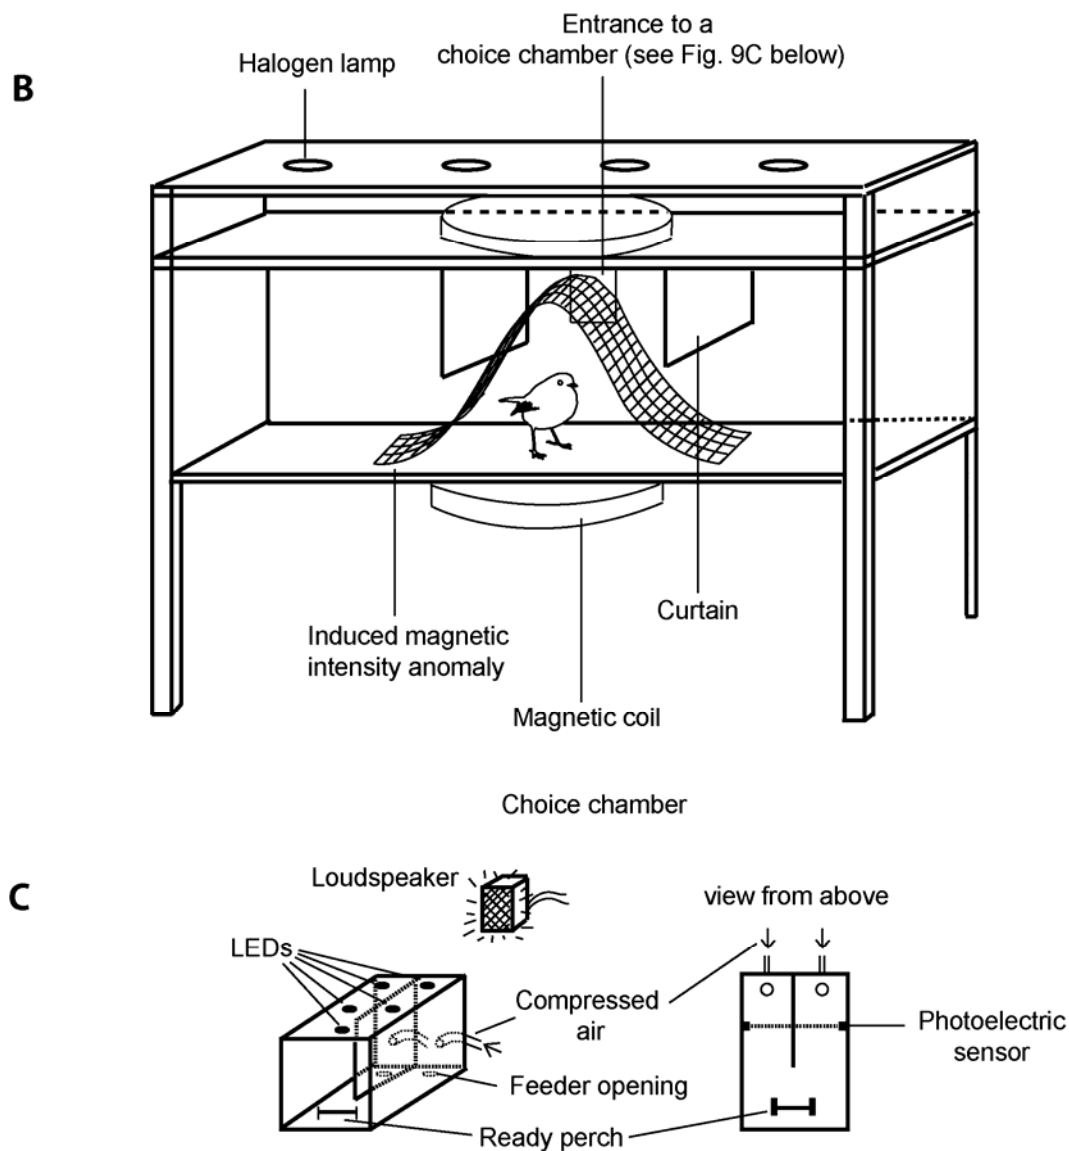 B
Entrance to a
choice chamber (see Fig. 9C below)
Halogen lamp
Curtain
Induced magnetic
intensity anomaly
Magnetic coil
Choice chamber
C
Loudspeaker
view from above
LEDs
Compressed
air
Photoelectric
sensor
Feeder opening
Ready perch